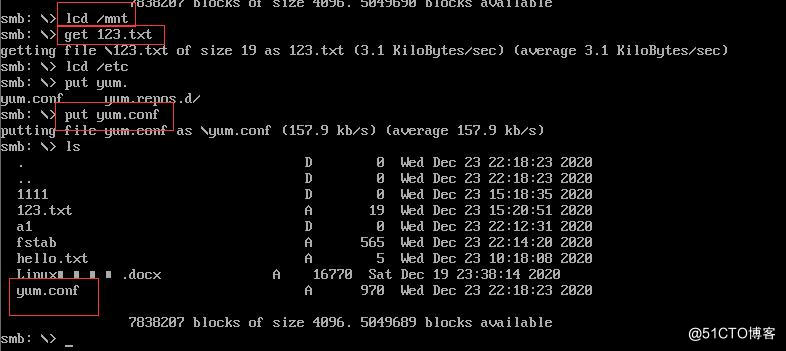 7838207 blocks of size 4096. 5049690 blocks available
smb: \> lcd /mnt
smb: \> get 123.txt
getting file \123.txt of size 19 as 123.txt (3.1 KiloBytes/sec) (average 3.1 KiloBytes/sec)
smb: \> lcd /etc
smb: \> put yum.
yum.conf yum.repos.d/
smb: \> put yum.conf
putting file yum.conf as \yum.conf (157.9 kb/s) (average 157.9 kb/s)
smb: \> ls
. D 0 Wed Dec 23 22:18:23 2020
.. D 0 Wed Dec 23 22:18:23 2020
1111 D 0 Wed Dec 23 15:18:35 2020
123.txt A 19 Wed Dec 23 15:20:51 2020
a1 D 0 Wed Dec 23 22:12:31 2020
fstab A 565 Wed Dec 23 22:14:20 2020
hello.txt A 5 Wed Dec 23 10:18:08 2020
Linux .docx A 16770 Sat Dec 19 23:38:14 2020
yum.conf A 970 Wed Dec 23 22:18:23 2020
7838207 blocks of size 4096. 5049689 blocks available
smb: \> _
@51CTO博客